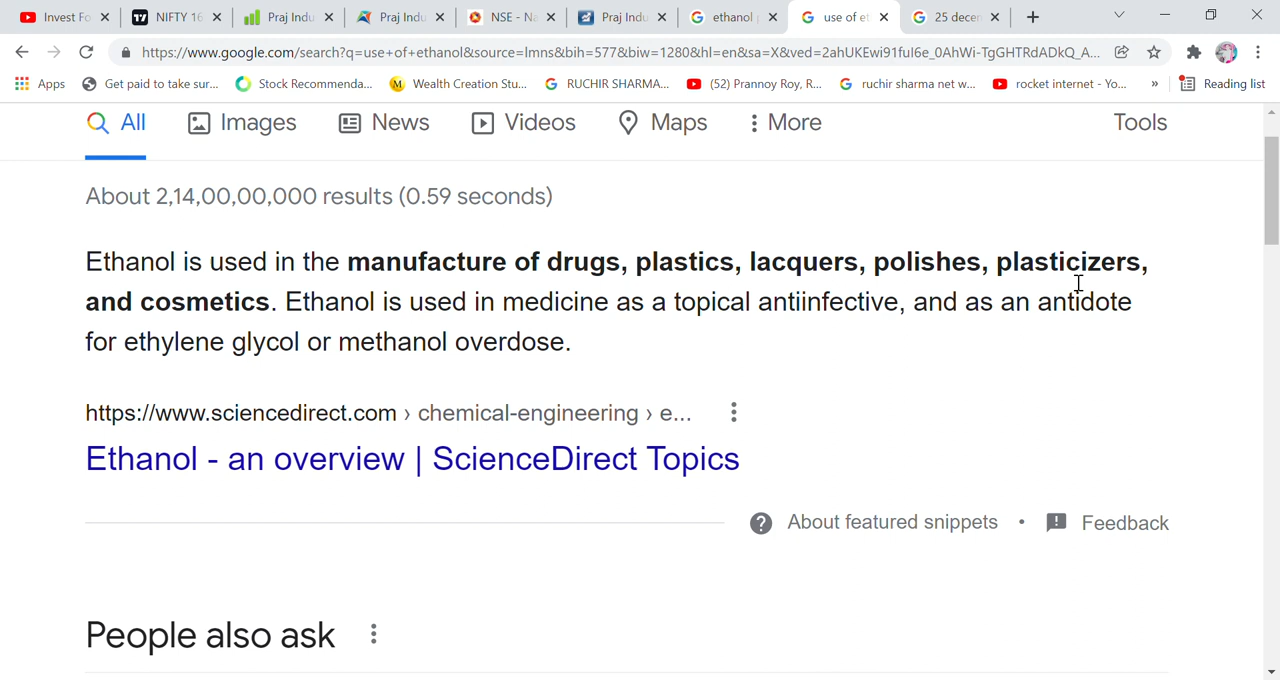 Invest Fo
NIFTY 16
Praj Indu
Praj Indu
NSE - Na
Praj Indu
ethanol p
use of et
25 decem
https://www.google.com/search?q=use+of+ethanol&source=lmns&bih=577&biw=1280&hl=en&sa=X&ved=2ahUKEwi91ful6e_0AhWi-TgGHTRdADkQ_A...
Apps
Get paid to take sur...
Stock Recommenda...
Wealth Creation Stu...
RUCHIR SHARMA...
(52) Prannoy Roy, R...
ruchir sharma net w...
rocket internet - Yo...
»
Reading list
All
Images
News
Videos
Maps
More
Tools
About 2,14,00,00,000 results (0.59 seconds)
Ethanol is used in the manufacture of drugs, plastics, lacquers, polishes, plasticizers,
and cosmetics. Ethanol is used in medicine as a topical antiinfective, and as an antidote
for ethylene glycol or methanol overdose.
https://www.sciencedirect.com › chemical-engineering › e...
Ethanol - an overview | ScienceDirect Topics
About featured snippets • Feedback
People also ask